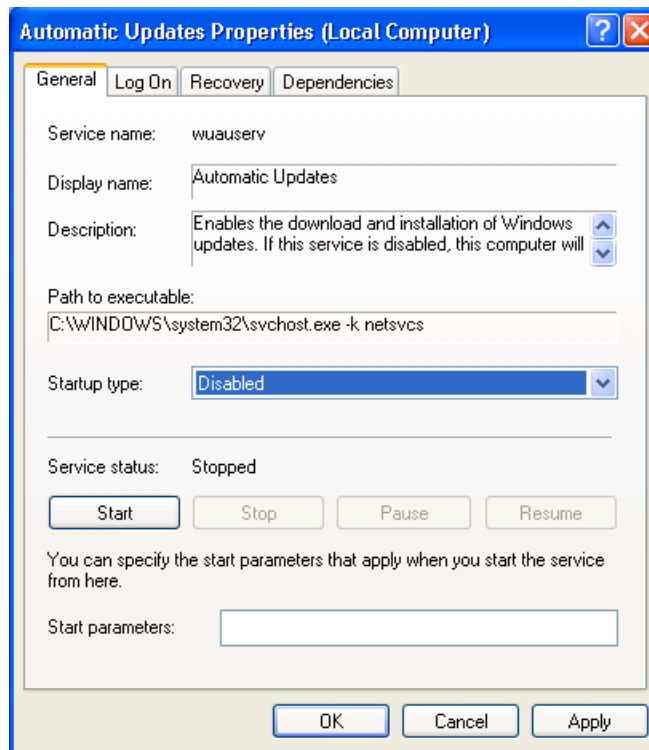 Automatic Updates Properties (Local Computer)
General Log On Recovery Dependencies
Service name: wuauserv
Display name: Automatic Updates
Description: Enables the download and installation of Windows
updates. If this service is disabled, this computer will
Path to executable:
C:\WINDOWS\system32\svchost.exe -k netsvcs
Startup type: Disabled
Service status: Stopped
Start Stop Pause Resume
You can specify the start parameters that apply when you start the service
from here.
Start parameters:
OK Cancel Apply